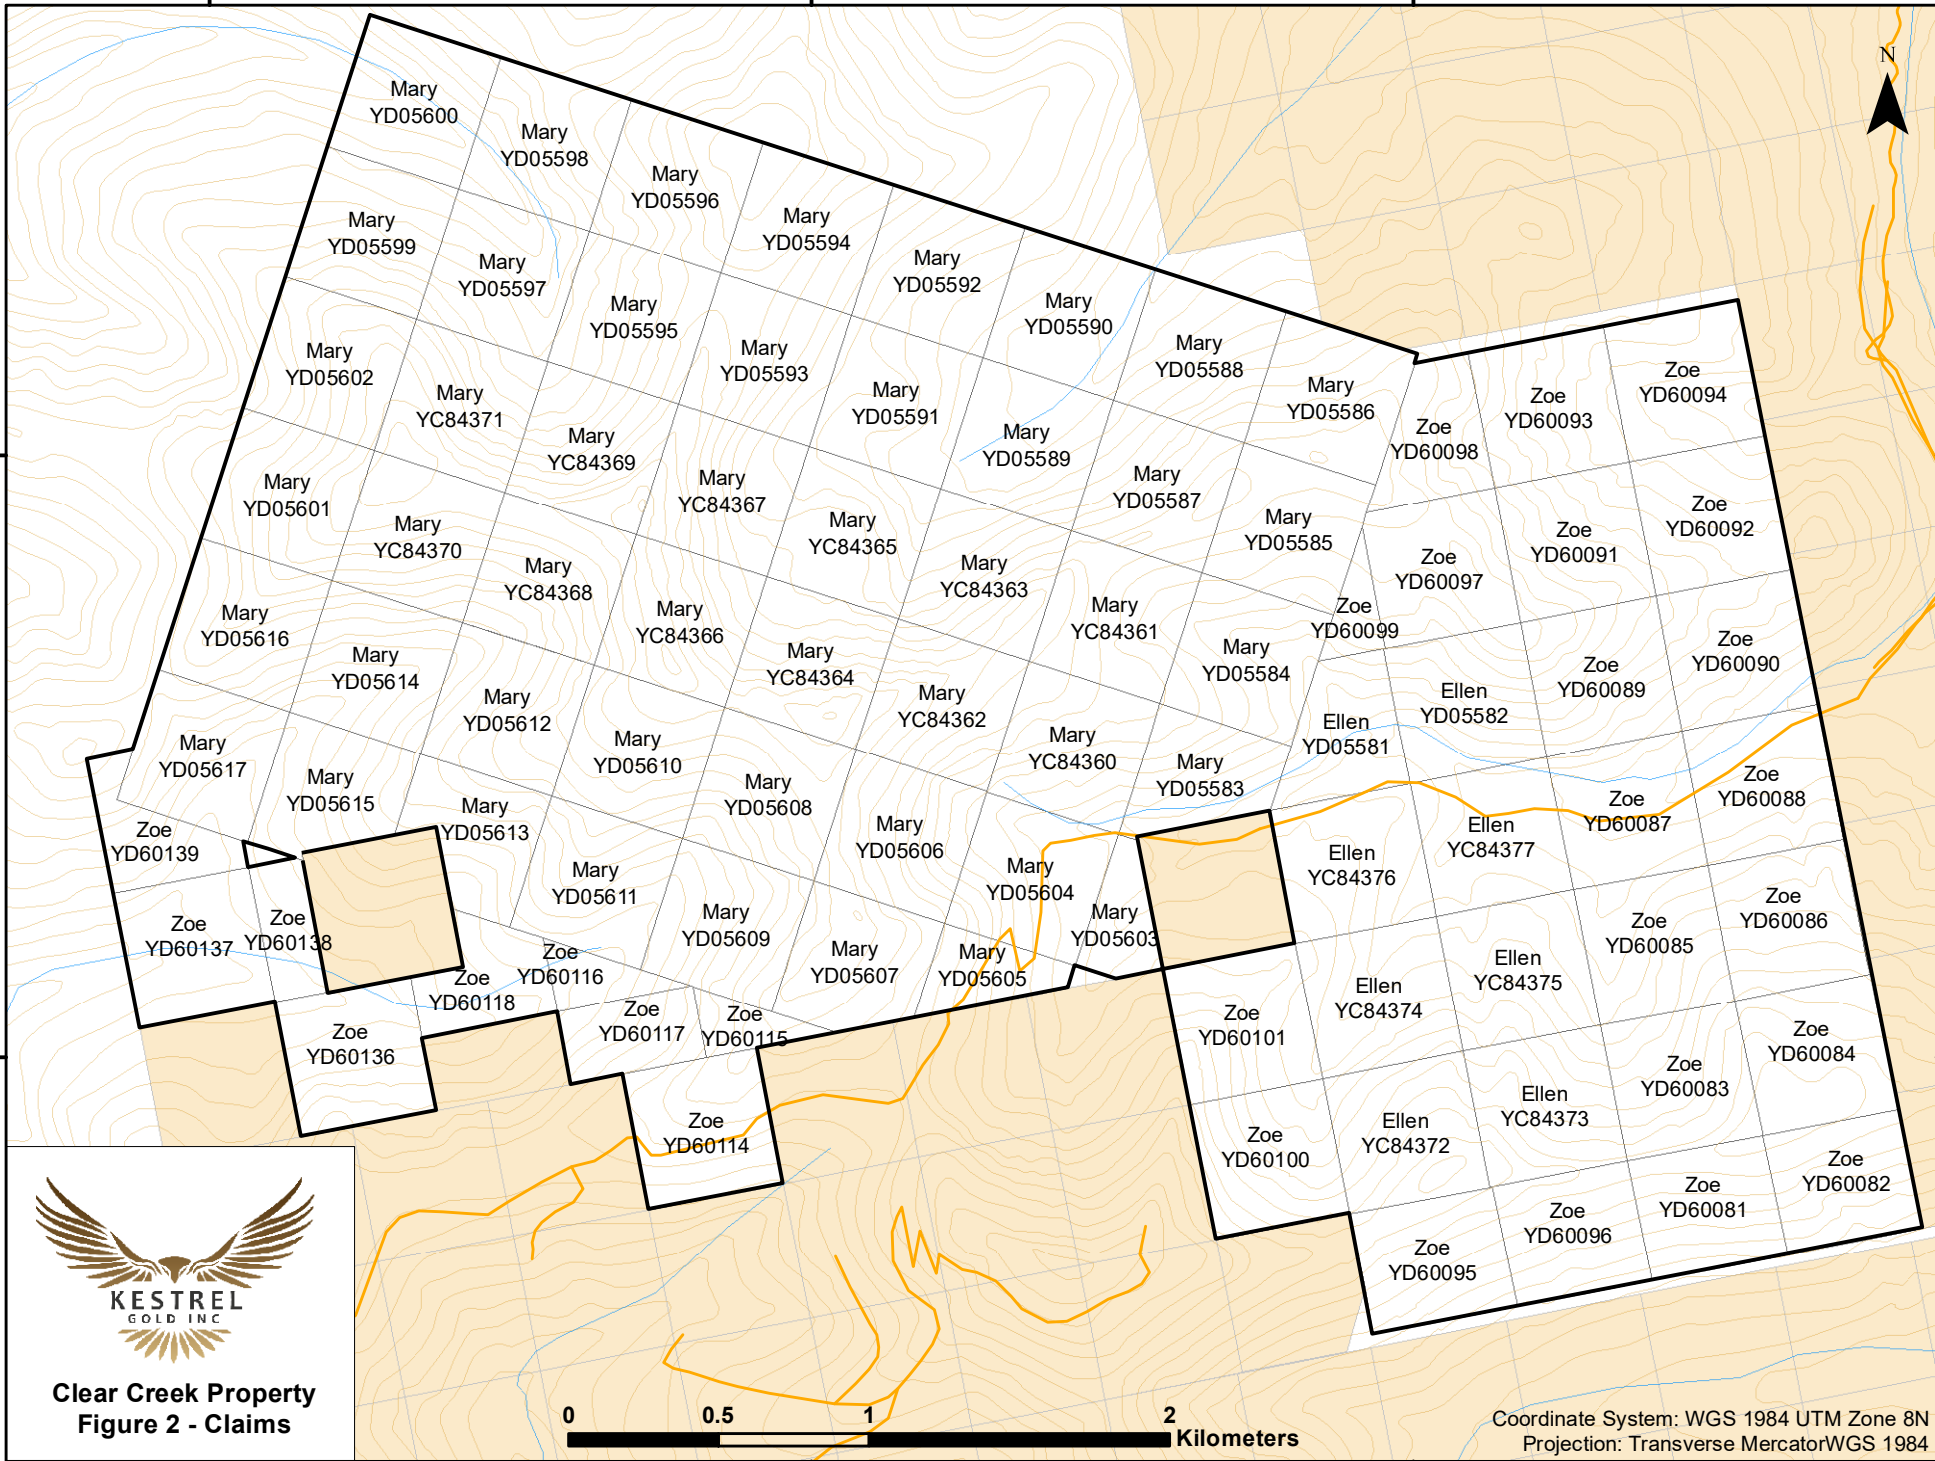 N
Mary
YD05600
Mary
YD05598
Mary
YD05596
Mary
YD05594
Mary
YD05592
Mary
YD05590
Mary
YD05588
Mary
YD05586
Zoe
YD60098
Zoe
YD60093
Zoe
YD60094
Mary
YD05599
Mary
YD05597
Mary
YD05595
Mary
YD05593
Mary
YD05591
Mary
YD05589
Mary
YD05587
Mary
YD05585
Zoe
YD60097
Zoe
YD60091
Zoe
YD60092
Mary
YD05602
Mary
YC84371
Mary
YC84369
Mary
YC84367
Mary
YC84365
Mary
YC84363
Mary
YC84361
Mary
YD05584
Zoe
YD60099
Ellen
YD05581
Ellen
YD05582
Zoe
YD60089
Zoe
YD60090
Mary
YD05601
Mary
YC84370
Mary
YC84368
Mary
YC84366
Mary
YC84364
Mary
YC84362
Mary
YC84360
Mary
YD05583
Ellen
YC84376
Ellen
YC84377
Zoe
YD60087
Zoe
YD60088
Mary
YD05616
Mary
YD05614
Mary
YD05612
Mary
YD05610
Mary
YD05608
Mary
YD05606
Mary
YD05604
Mary
YD05603
Mary
YD05617
Mary
YD05615
Mary
YD05613
Mary
YD05611
Mary
YD05609
Mary
YD05607
Mary
YD05605
Zoe
YD60139
Zoe
YD60137
Zoe
YD60138
Zoe
YD60118
Zoe
YD60116
Zoe
YD60117
Zoe
YD60115
Zoe
YD60136
Zoe
YD60114
Zoe
YD60101
Ellen
YC84374
Ellen
YC84375
Zoe
YD60085
Zoe
YD60086
Zoe
YD60100
Ellen
YC84372
Ellen
YC84373
Zoe
YD60083
Zoe
YD60084
Zoe
YD60095
Zoe
YD60096
Zoe
YD60081
Zoe
YD60082
KESTREL
GOLD INC
Clear Creek Property
Figure 2 - Claims
0 0.5 1 2
Kilometers
Coordinate System: WGS 1984 UTM Zone 8N
Projection: Transverse MercatorWGS 1984